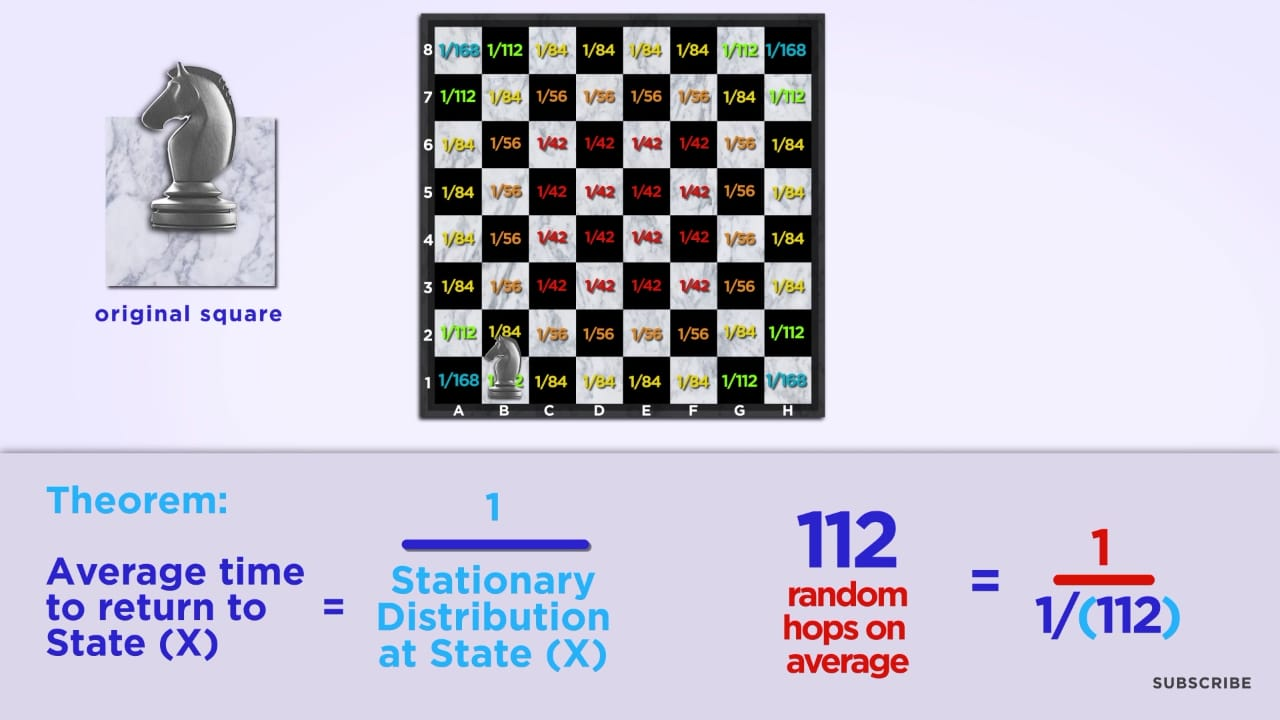 8 1/168 1/112 1/84 1/84 1/84 1/84 1/112 1/168
7 1/112 1/84 1/56 1/56 1/56 1/56 1/84 1/112
6 1/84 1/56 1/42 1/42 1/42 1/42 1/56 1/84
5 1/84 1/56 1/42 1/42 1/42 1/42 1/56 1/84
4 1/84 1/56 1/42 1/42 1/42 1/42 1/56 1/84
3 1/84 1/56 1/42 1/42 1/42 1/42 1/56 1/84
2 1/112 1/84 1/56 1/56 1/56 1/56 1/84 1/112
1 1/168 1/84 1/84 1/84 1/84 1/112 1/168
A B C D E F G H
original square
Theorem:
Average time
to return to
State (X)
=
1
Stationary
Distribution
at State (X)
112
random
hops on
average
=
1
1/(112)
SUBSCRIBE